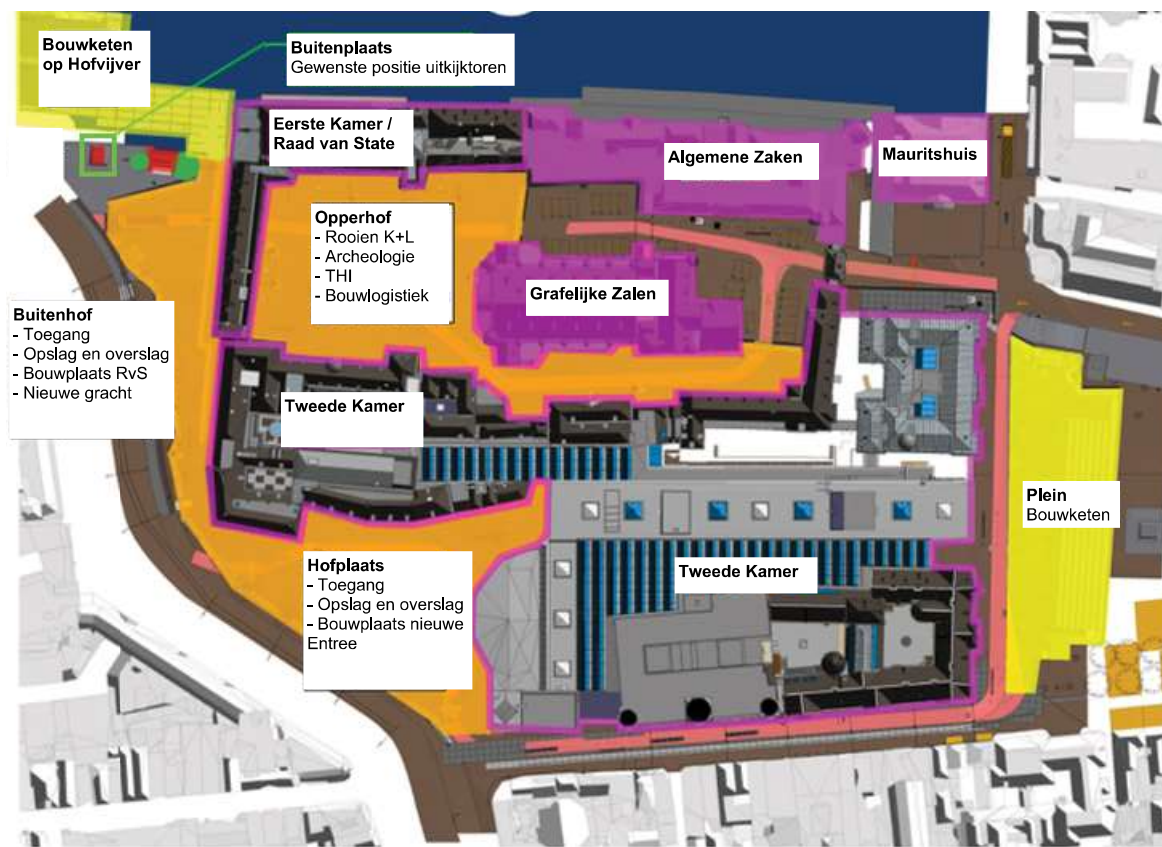 Bouwketen
op Hofvijver
Buitenplaats
Gewenste positie uitkijktoren
Eerste Kamer /
Raad van State
Algemene Zaken
Mauritshuis
Opperhof
- Rooien K+L
- Archeologie
- THI
- Bouwlogistiek
Grafelijke Zalen
Buitenhof
- Toegang
- Opslag en overslag
- Bouwplaats RvS
- Nieuwe gracht
Tweede Kamer
Plein
Bouwketen
Hofplaats
- Toegang
- Opslag en overslag
- Bouwplaats nieuwe
Entree
Tweede Kamer